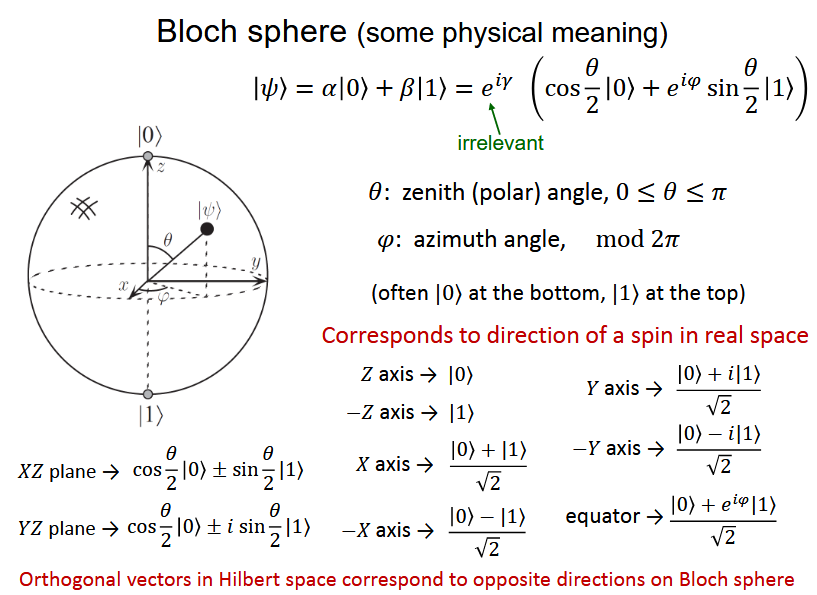 Bloch sphere (some physical meaning)
|ψ⟩ = α|0⟩ + β|1⟩ = e^{iγ} (cos θ/2 |0⟩ + e^{iφ} sin θ/2 |1⟩)
irrelevant
|0⟩
z
|ψ⟩
θ
y
x
φ
|1⟩
θ: zenith (polar) angle, 0 ≤ θ ≤ π
φ: azimuth angle, mod 2π
(often |0⟩ at the bottom, |1⟩ at the top)
Corresponds to direction of a spin in real space
Z axis → |0⟩
−Z axis → |1⟩
X axis → (|0⟩ + |1⟩)/√2
−X axis → (|0⟩ − |1⟩)/√2
Y axis → (|0⟩ + i|1⟩)/√2
−Y axis → (|0⟩ − i|1⟩)/√2
equator → (|0⟩ + e^{iφ}|1⟩)/√2
XZ plane → cos θ/2 |0⟩ ± sin θ/2 |1⟩
YZ plane → cos θ/2 |0⟩ ± i sin θ/2 |1⟩
Orthogonal vectors in Hilbert space correspond to opposite directions on Bloch sphere